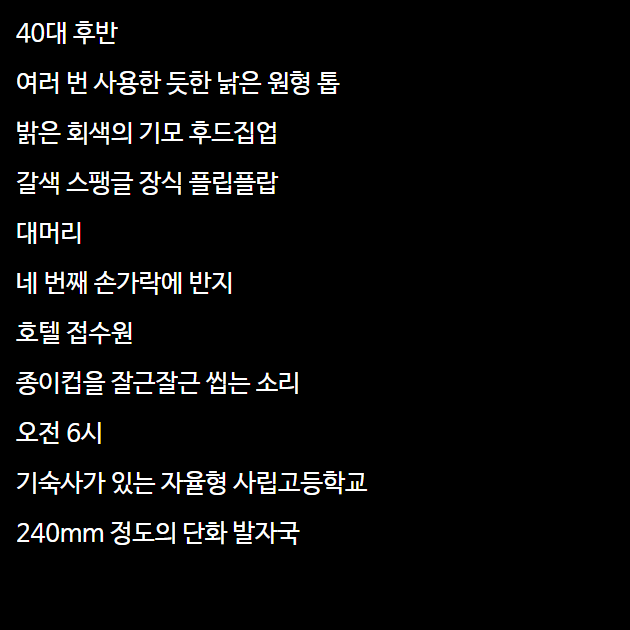 40대 후반
여러 번 사용한 듯한 낡은 원형 톱
밝은 회색의 기모 후드집업
갈색 스팽글 장식 플립플랍
대머리
네 번째 손가락에 반지
호텔 접수원
종이컵을 잘근잘근 씹는 소리
오전 6시
기숙사가 있는 자율형 사립고등학교
240mm 정도의 단화 발자국